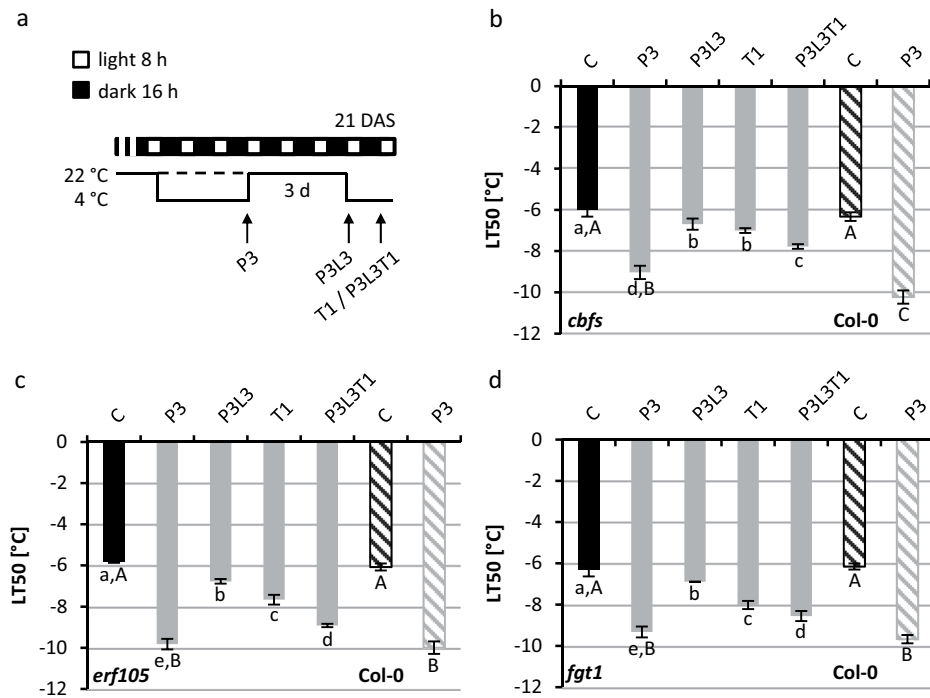 a
light 8 h
dark 16 h
21 DAS
22 °C
4 °C
3 d
P3
P3L3
T1 / P3L3T1
b
C P3 P3L3 T1 P3L3T1 C P3
LT50 [°C]
0
-2
-4
-6
-8
-10
-12
a,A d,B b b c A C
cbfs
Col-0
c
C P3 P3L3 T1 P3L3T1 C P3
LT50 [°C]
0
-2
-4
-6
-8
-10
-12
a,A e,B b c d A B
erf105
Col-0
d
C P3 P3L3 T1 P3L3T1 C P3
LT50 [°C]
0
-2
-4
-6
-8
-10
-12
a,A e,B b c d A B
fgt1
Col-0